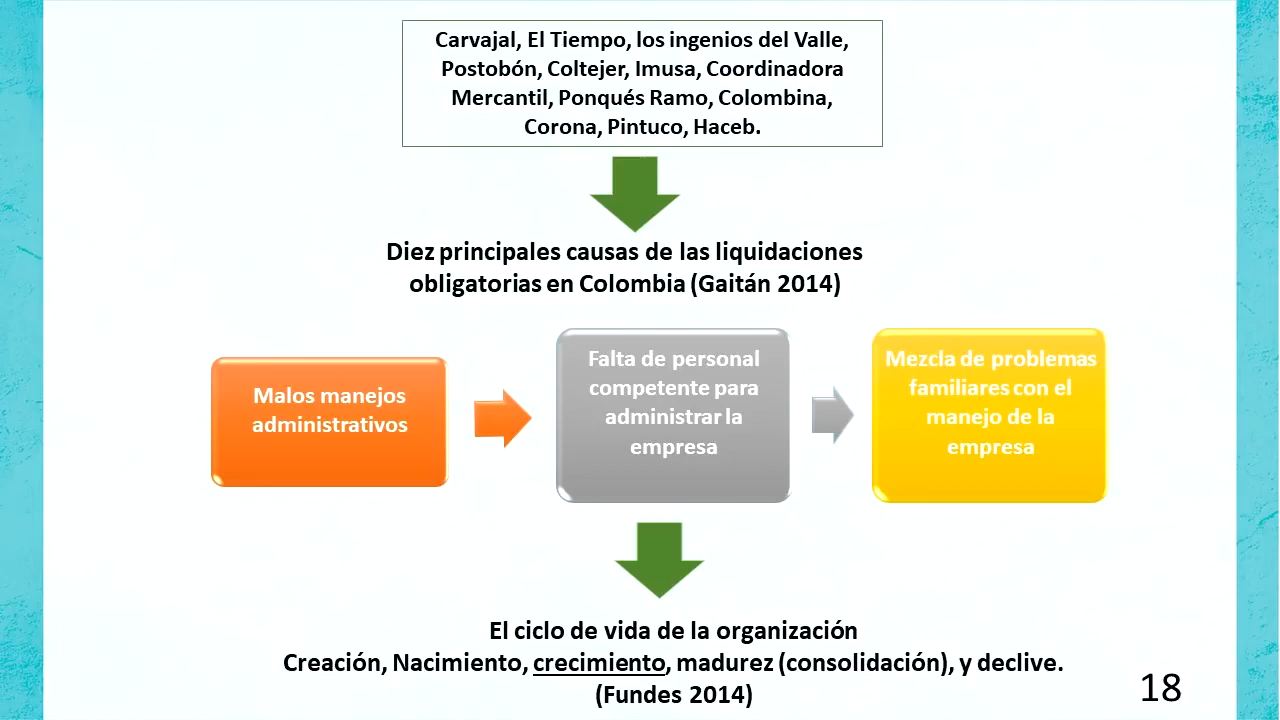 Carvajal, El Tiempo, los ingenios del Valle,
Postobón, Coltejer, Imusa, Coordinadora
Mercantil, Ponqués Ramo, Colombina,
Corona, Pintuco, Haceb.
Diez principales causas de las liquidaciones
obligatorias en Colombia (Gaitán 2014)
Malos manejos
administrativos
Falta de personal
competente para
administrar la
empresa
Mezcla de problemas
familiares con el
manejo de la
empresa
El ciclo de vida de la organización
Creación, Nacimiento, crecimiento, madurez (consolidación), y declive.
(Fundes 2014)
18